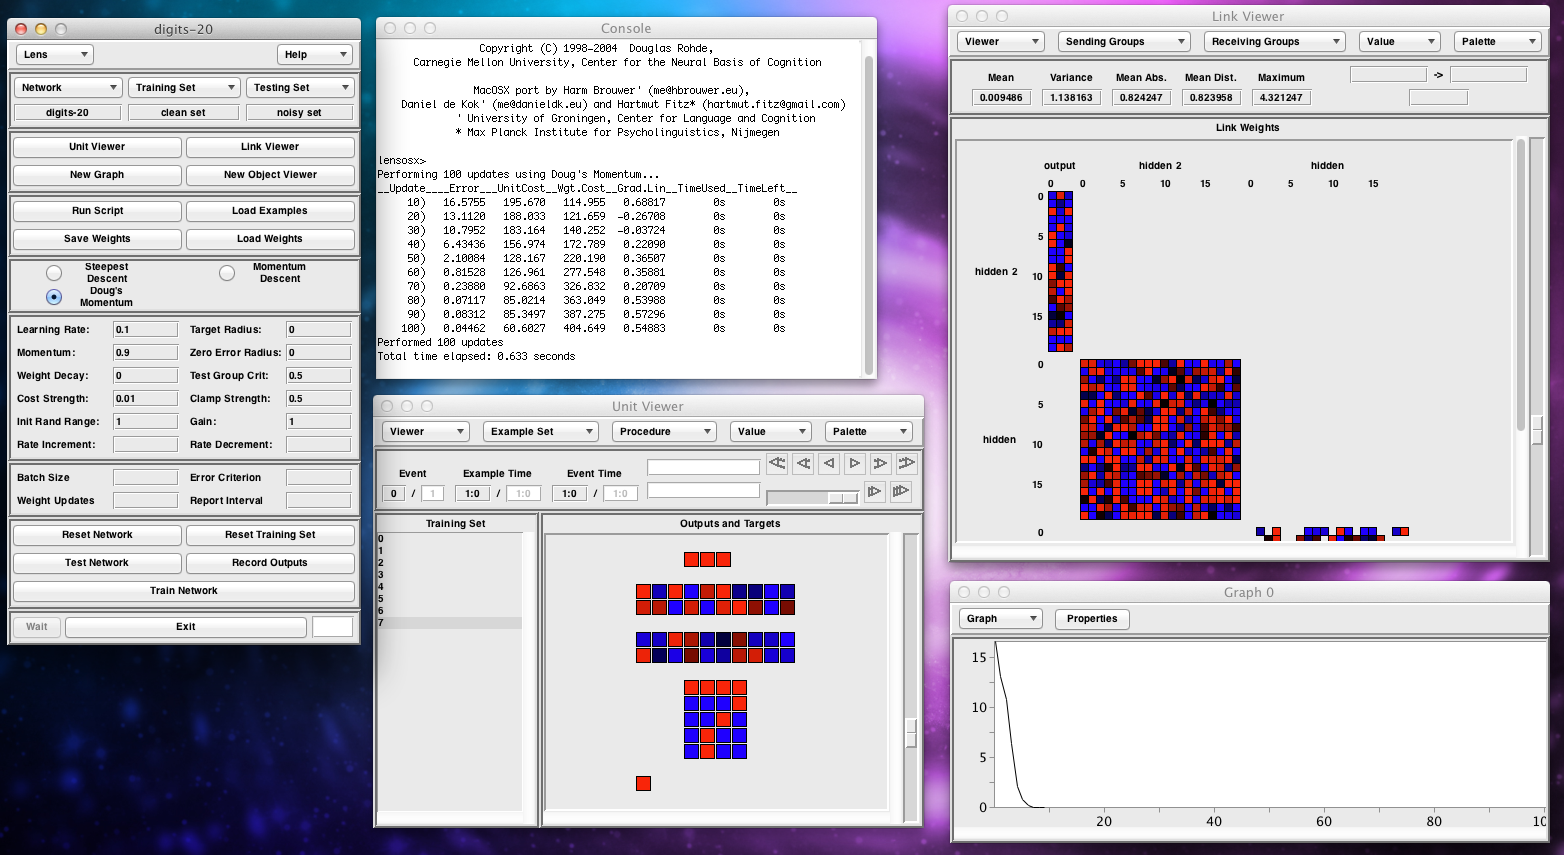 digits-20
Lens
Help
Network Training Set Testing Set
digits-20 clean set noisy set
Unit Viewer Link Viewer
New Graph New Object Viewer
Run Script Load Examples
Save Weights Load Weights
Steepest Descent Momentum Descent
Doug's Momentum
Learning Rate: 0.1 Target Radius: 0
Momentum: 0.9 Zero Error Radius: 0
Weight Decay: 0 Test Group Crit: 0.5
Cost Strength: 0.01 Clamp Strength: 0.5
Init Rand Range: 1 Gain: 1
Rate Increment: Rate Decrement:
Batch Size Error Criterion
Weight Updates Report Interval
Reset Network Reset Training Set
Test Network Record Outputs
Train Network
Wait Exit
Console
Copyright (C) 1998-2004 Douglas Rohde,
Carnegie Mellon University, Center for the Neural Basis of Cognition
MacOSX port by Harm Brouwer' (me@hbrouwer.eu),
Daniel de Kok' (me@danieldk.eu) and Hartmut Fitz* (hartmut.fitz@gmail.com)
' University of Groningen, Center for Language and Cognition
* Max Planck Institute for Psycholinguistics, Nijmegen
lensosx>
Performing 100 updates using Doug's Momentum...
__Update____Error___UnitCost__Wgt.Cost__Grad.Lin__TimeUsed__TimeLeft__
10) 16.5755 195.670 114.955 0.68817 0s 0s
20) 13.1120 188.033 121.659 -0.26708 0s 0s
30) 10.7952 183.164 140.252 -0.03724 0s 0s
40) 6.43436 156.974 172.789 0.22090 0s 0s
50) 2.10084 128.167 220.190 0.36507 0s 0s
60) 0.81528 126.961 277.548 0.35881 0s 0s
70) 0.23880 92.6863 326.832 0.20709 0s 0s
80) 0.07117 85.0214 363.049 0.53988 0s 0s
90) 0.08312 85.3497 387.275 0.57296 0s 0s
100) 0.04462 60.6027 404.649 0.54883 0s 0s
Performed 100 updates
Total time elapsed: 0.633 seconds
Unit Viewer
Viewer Example Set Procedure Value Palette
Event Example Time Event Time
0 / 1 1:0 / 1:0 1:0 / 1:0
Training Set
0
1
2
3
4
5
6
7
Outputs and Targets
Link Viewer
Viewer Sending Groups Receiving Groups Value Palette
Mean Variance Mean Abs. Mean Dist. Maximum ->
0.009486 1.138163 0.824247 0.823958 4.321247
Link Weights
output hidden 2 hidden
0 0 5 10 15 0 5 10 15
0
5
hidden 2 10
15
0
5
hidden 10
15
0
Graph 0
Graph Properties
15
10
5
0
20 40 60 80 10